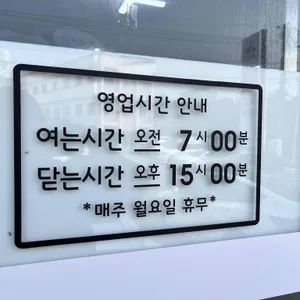 영업시간 안내
여는시간 오전 7시00분
닫는시간 오후 15시00분
*매주 월요일 휴무*